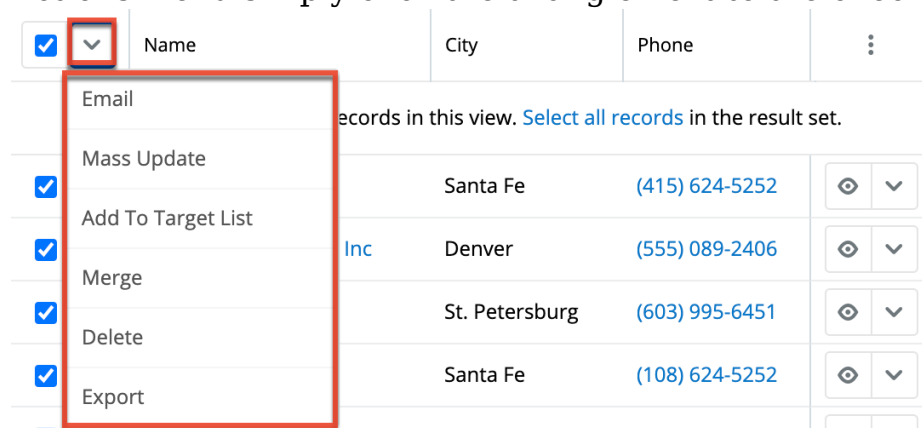 Name City Phone
Email
ecords in this view. Select all records in the result set.
Mass Update
Santa Fe (415) 624-5252
Add To Target List
Inc Denver (555) 089-2406
Merge
St. Petersburg (603) 995-6451
Delete
Santa Fe (108) 624-5252
Export